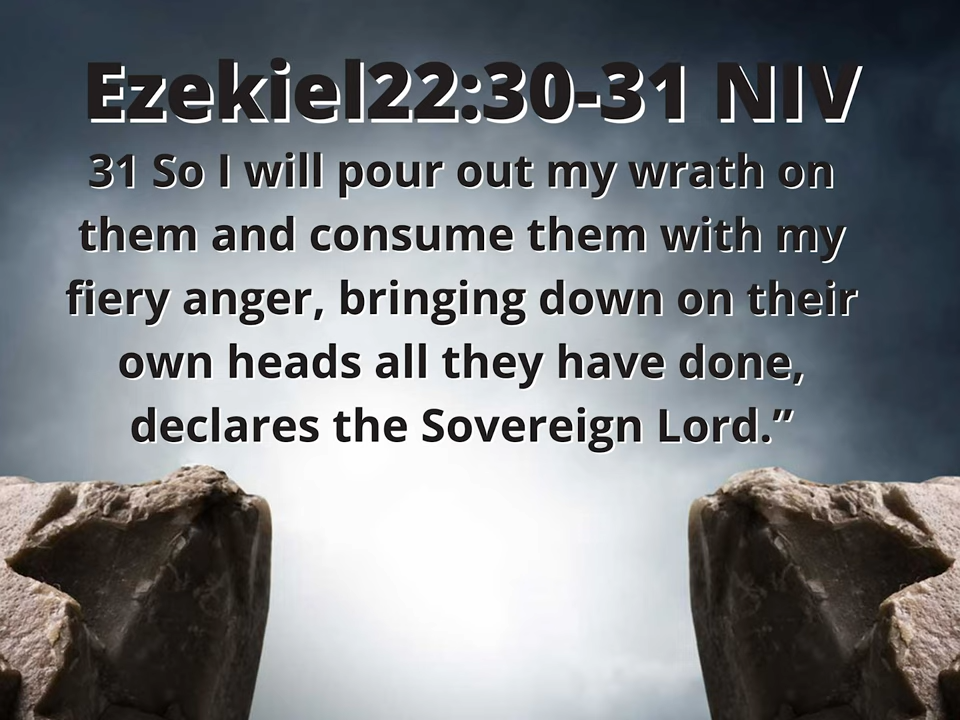 Ezekiel22:30-31 NIV
31 So I will pour out my wrath on
them and consume them with my
fiery anger, bringing down on their
own heads all they have done,
declares the Sovereign Lord.”